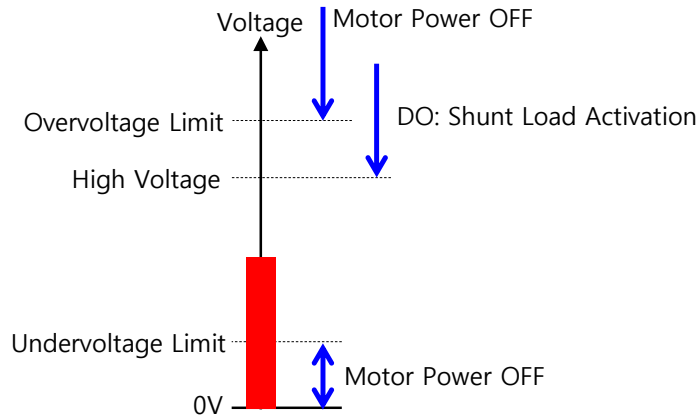 Voltage
Motor Power OFF
Overvoltage Limit
DO: Shunt Load Activation
High Voltage
Undervoltage Limit
Motor Power OFF
0V